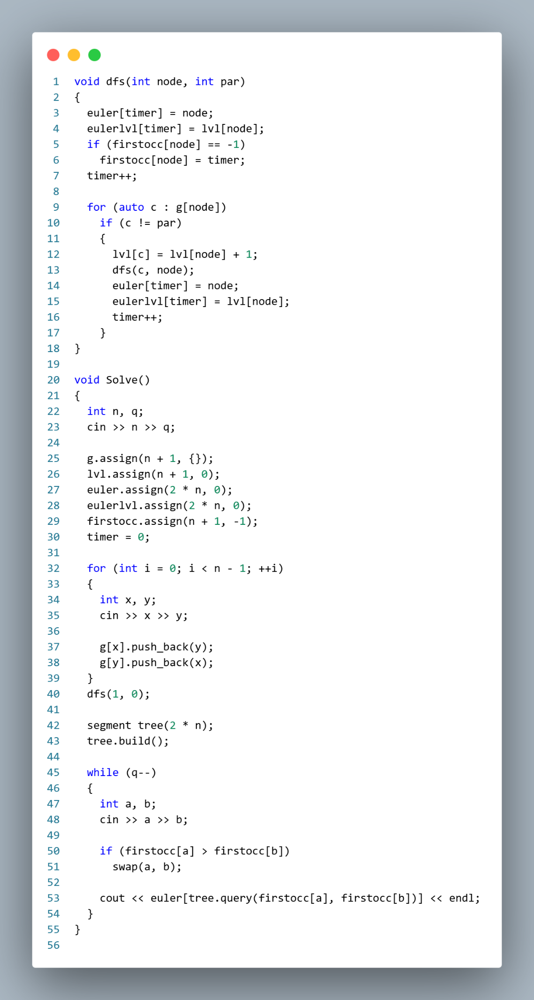 1 void dfs(int node, int par)
2 {
3   euler[timer] = node;
4   eulerlvl[timer] = lvl[node];
5   if (firstocc[node] == -1)
6     firstocc[node] = timer;
7   timer++;
8
9   for (auto c : g[node])
10     if (c != par)
11     {
12       lvl[c] = lvl[node] + 1;
13       dfs(c, node);
14       euler[timer] = node;
15       eulerlvl[timer] = lvl[node];
16       timer++;
17     }
18 }
19
20 void Solve()
21 {
22   int n, q;
23   cin >> n >> q;
24
25   g.assign(n + 1, {});
26   lvl.assign(n + 1, 0);
27   euler.assign(2 * n, 0);
28   eulerlvl.assign(2 * n, 0);
29   firstocc.assign(n + 1, -1);
30   timer = 0;
31
32   for (int i = 0; i < n - 1; ++i)
33   {
34     int x, y;
35     cin >> x >> y;
36
37     g[x].push_back(y);
38     g[y].push_back(x);
39   }
40   dfs(1, 0);
41
42   segment tree(2 * n);
43   tree.build();
44
45   while (q--)
46   {
47     int a, b;
48     cin >> a >> b;
49
50     if (firstocc[a] > firstocc[b])
51       swap(a, b);
52
53     cout << euler[tree.query(firstocc[a], firstocc[b])] << endl;
54   }
55 }
56